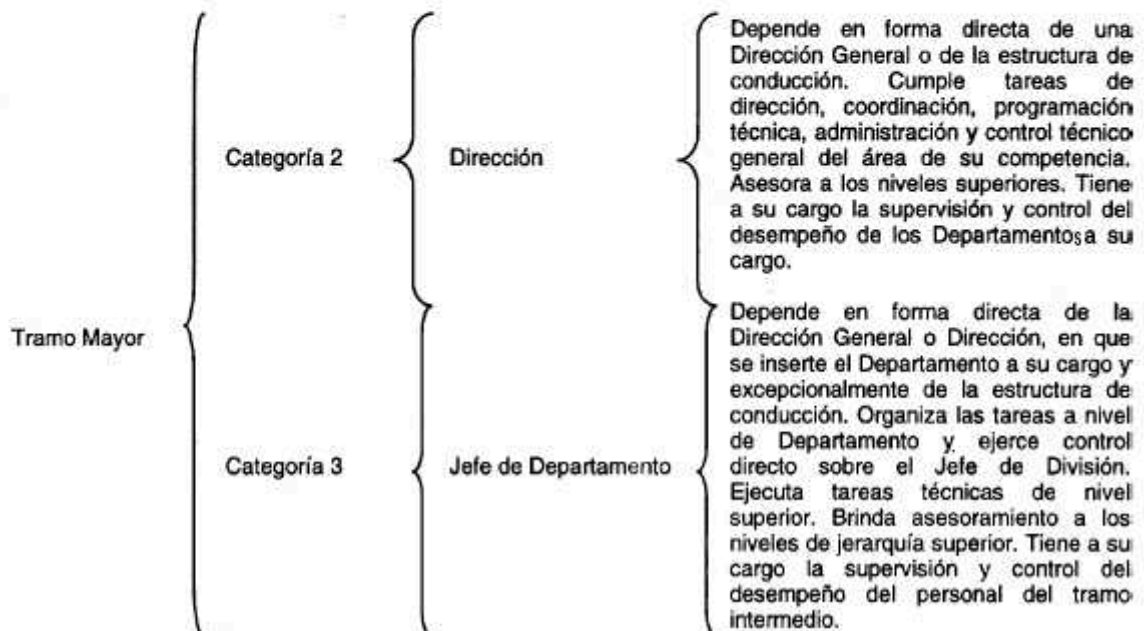 Tramo Mayor
Categoría 2
Dirección
Depende en forma directa de una
Dirección General o de la estructura de
conducción. Cumple tareas de
dirección, coordinación, programación
técnica, administración y control técnico
general del área de su competencia.
Asesora a los niveles superiores. Tiene
a su cargo la supervisión y control del
desempeño de los Departamentos a su
cargo.
Categoría 3
Jefe de Departamento
Depende en forma directa de la
Dirección General o Dirección, en que
se inserte el Departamento a su cargo y
excepcionalmente de la estructura de
conducción. Organiza las tareas a nivel
de Departamento y ejerce control
directo sobre el Jefe de División.
Ejecuta tareas técnicas de nivel
superior. Brinda asesoramiento a los
niveles de jerarquía superior. Tiene a su
cargo la supervisión y control del
desempeño del personal del tramo
intermedio.